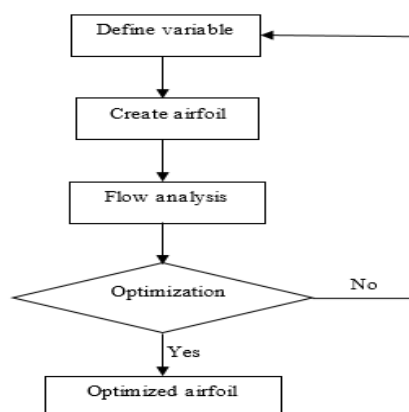 Define variable
Create airfoil
Flow analysis
Optimization
No
Yes
Optimized airfoil